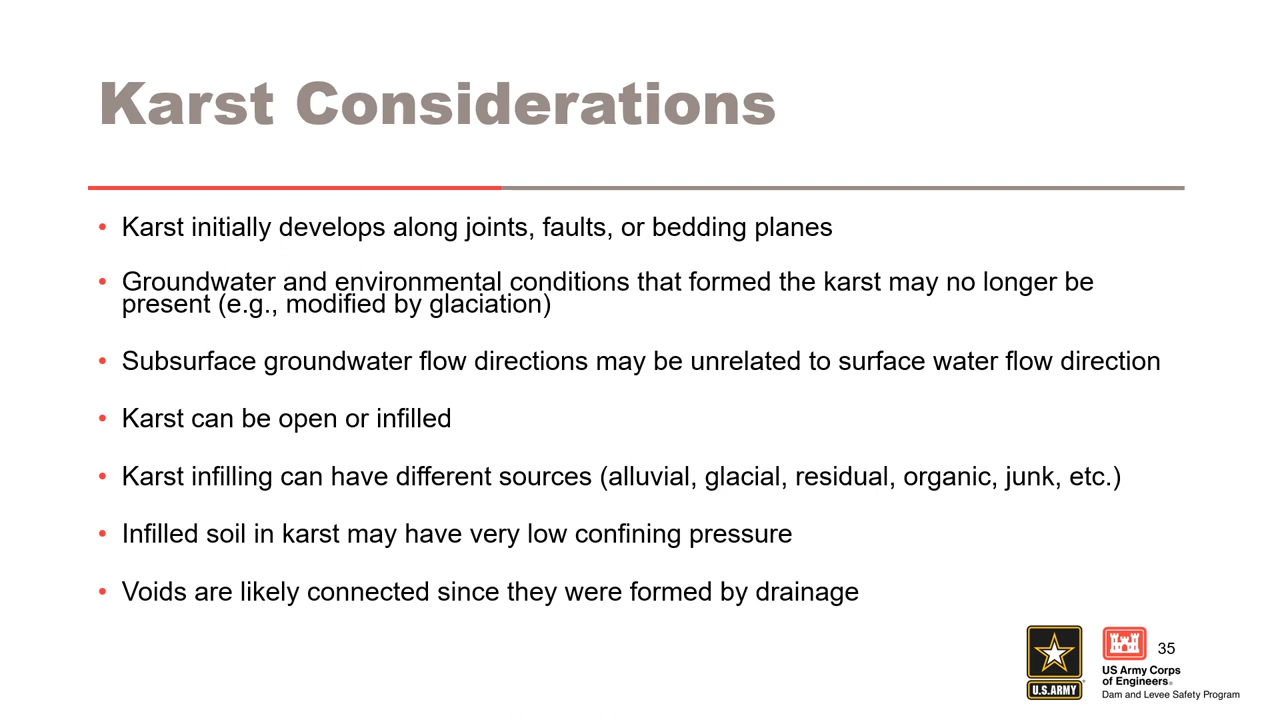 Karst Considerations
• Karst initially develops along joints, faults, or bedding planes
• Groundwater and environmental conditions that formed the karst may no longer be
present (e.g., modified by glaciation)
• Subsurface groundwater flow directions may be unrelated to surface water flow direction
• Karst can be open or infilled
• Karst infilling can have different sources (alluvial, glacial, residual, organic, junk, etc.)
• Infilled soil in karst may have very low confining pressure
• Voids are likely connected since they were formed by drainage
35
U.S.ARMY
US Army Corps
of Engineers®
Dam and Levee Safety Program